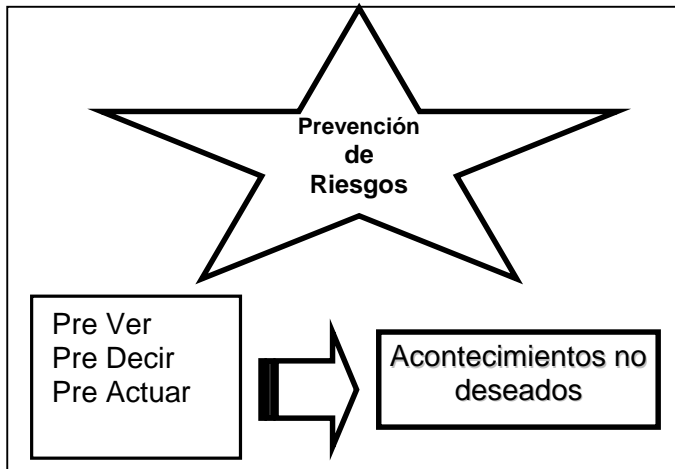 Prevención
de
Riesgos
Pre Ver
Pre Decir
Pre Actuar
Acontecimientos no
deseados